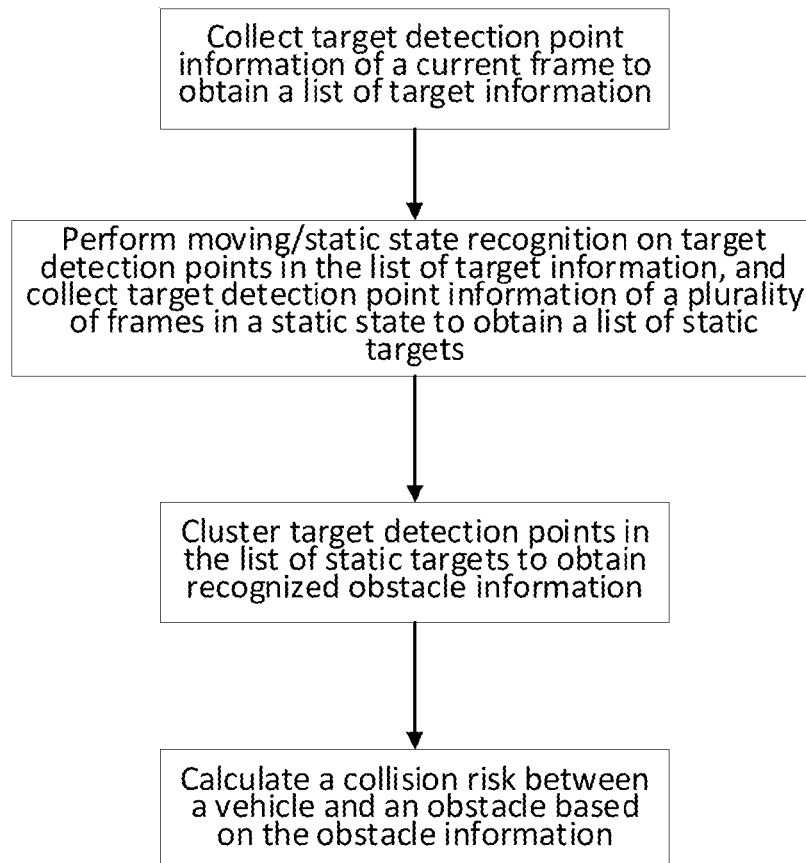 Collect target detection point
information of a current frame to
obtain a list of target information
Perform moving/static state recognition on target
detection points in the list of target information, and
collect target detection point information of a plurality
of frames in a static state to obtain a list of static
targets
Cluster target detection points in
the list of static targets to obtain
recognized obstacle information
Calculate a collision risk between
a vehicle and an obstacle based
on the obstacle information